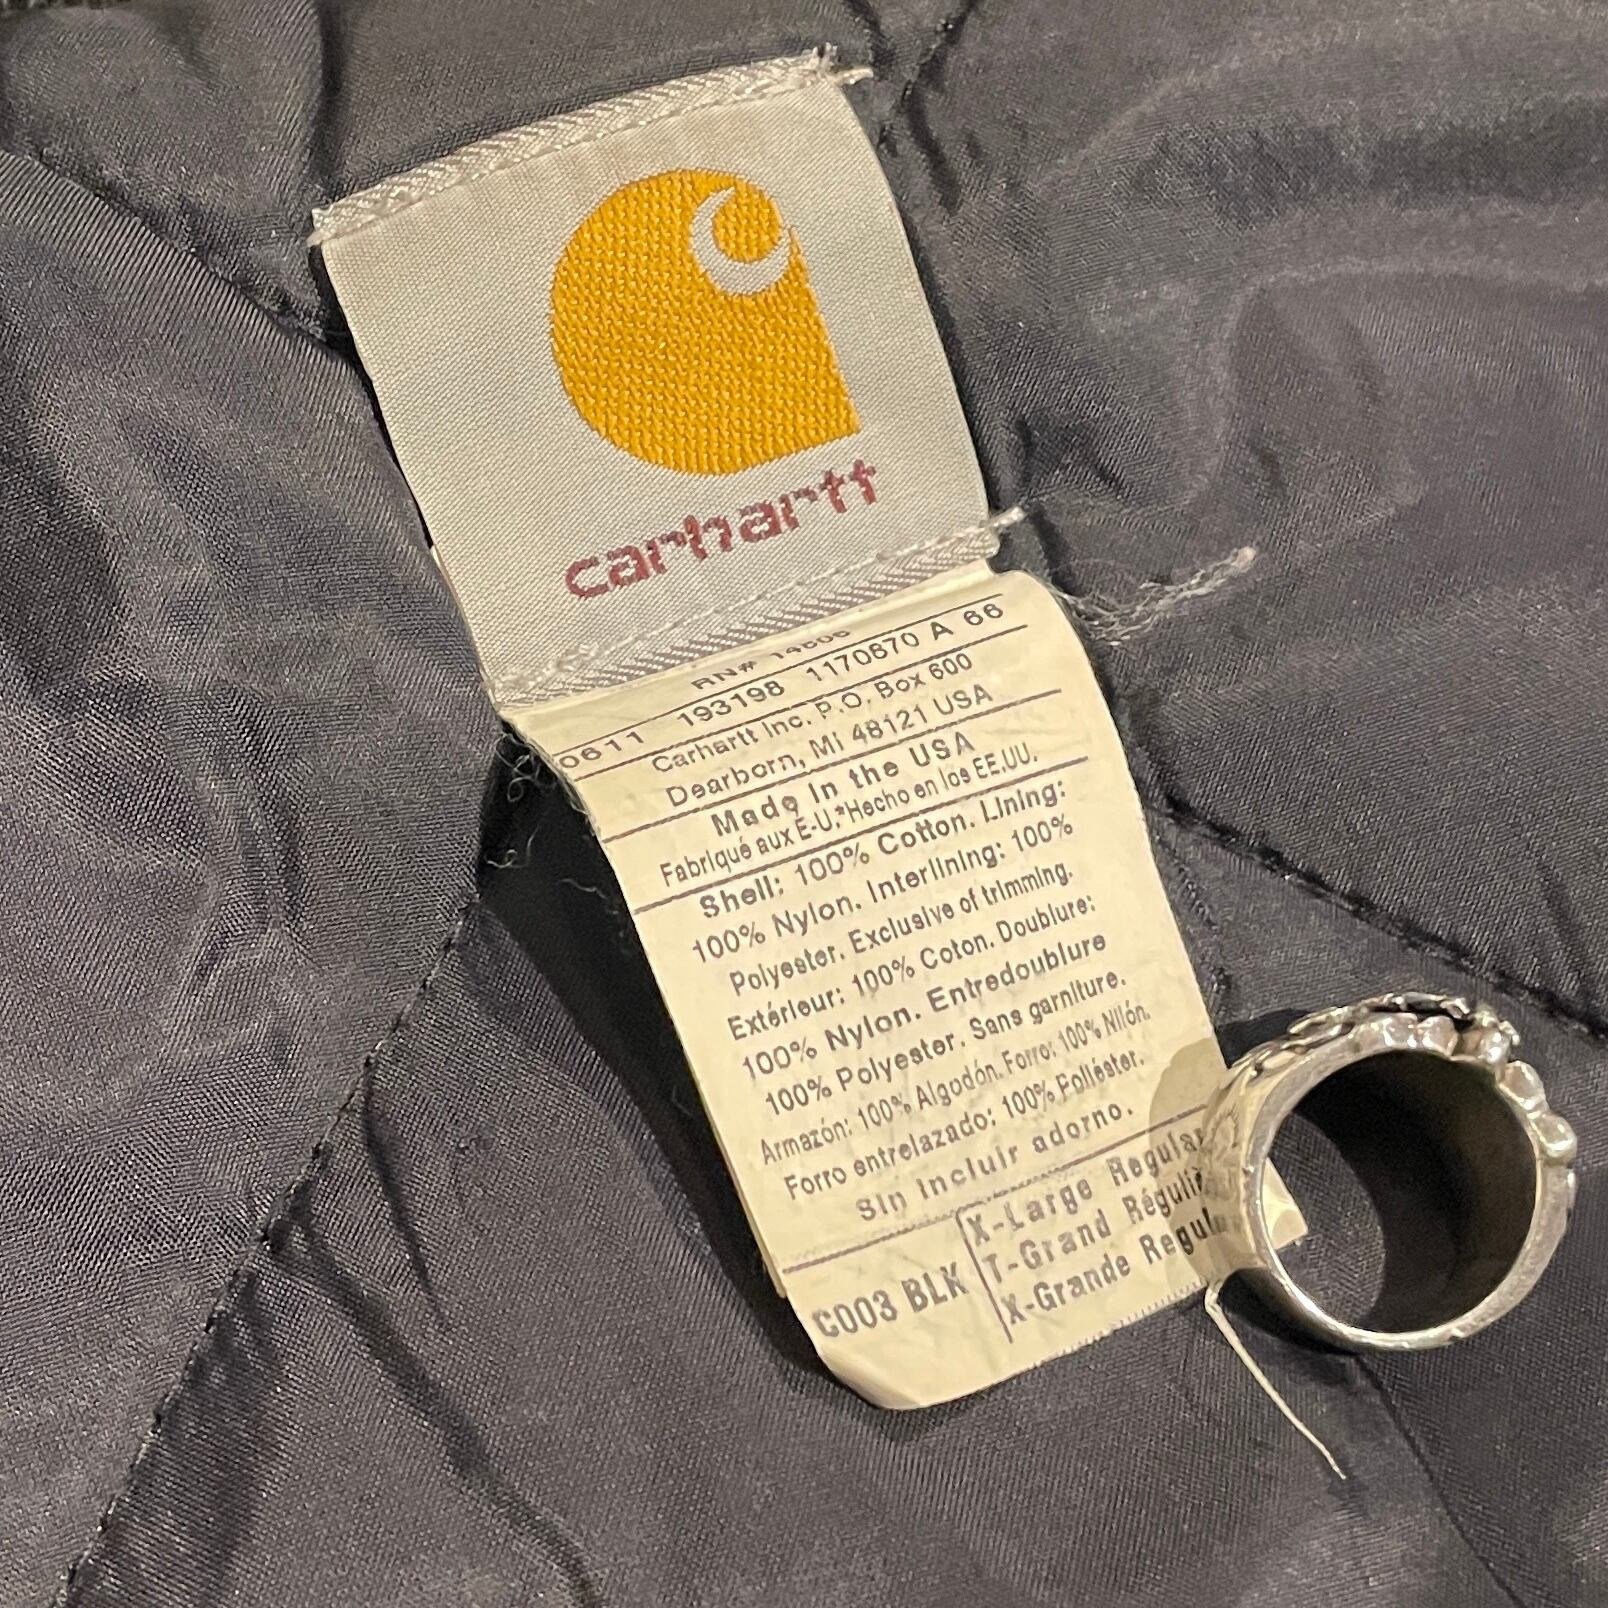 carhartt
RN# 14806
0611 193198 1170670 A 66
Carhartt Inc. P.O. Box 600
Dearborn, Mi 48121 USA
Made in the USA
Fabriqué aux E-U.*Hecho en los EE.UU.
Shell: 100% Cotton. Lining:
100% Nylon. Interlining: 100%
Polyester. Exclusive of trimming.
Extérieur: 100% Coton. Doublure:
100% Nylon. Entredoublure
100% Polyester. Sans garniture.
Armazón: 100% Algodón. Forro: 100% Nilón.
Forro entrelazado: 100% Poliéster.
Sin incluir adorno.
C003 BLK
X-Large Regular
T-Grand
X-Grande